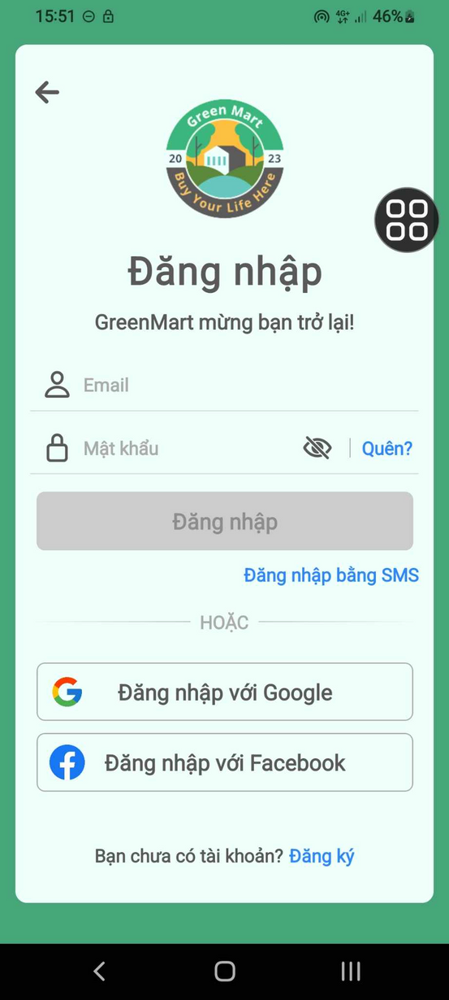 15:51
4G+
46%
Green Mart
20 23
Buy Your Life Here
Đăng nhập
GreenMart mừng bạn trở lại!
Email
Mật khẩu Quên?
Đăng nhập
Đăng nhập bằng SMS
HOẶC
Đăng nhập với Google
Đăng nhập với Facebook
Bạn chưa có tài khoản? Đăng ký